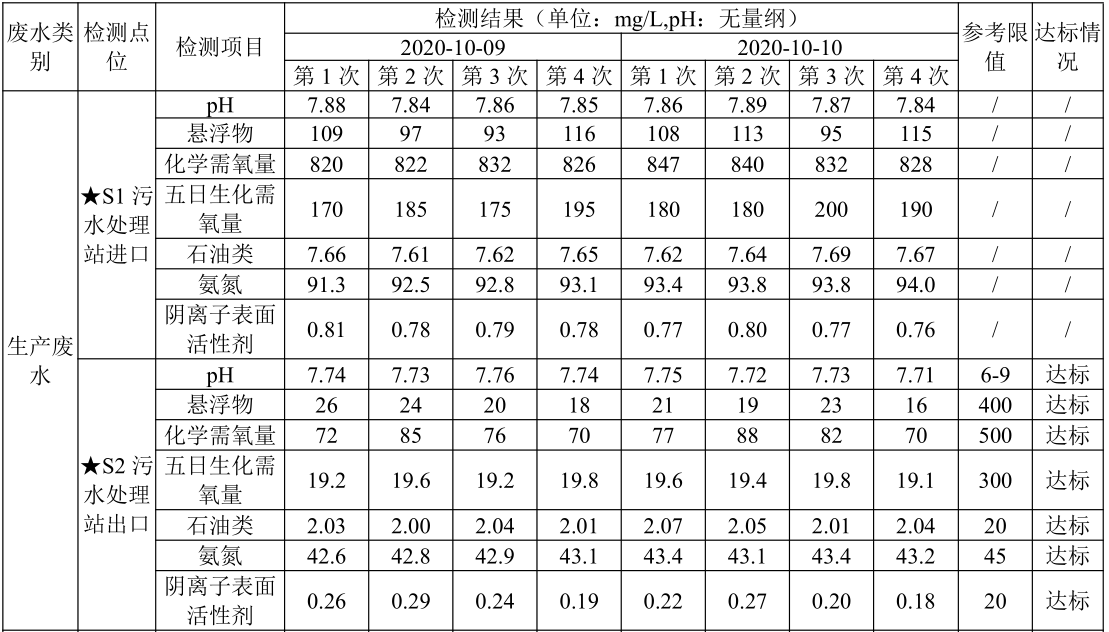 废水类别 检测点位 检测项目 检测结果（单位：mg/L,pH：无量纲） 参考限值 达标情况
2020-10-09 2020-10-10
第 1 次 第 2 次 第 3 次 第 4 次 第 1 次 第 2 次 第 3 次 第 4 次
生产废水
★S1 污水处理站进口
pH 7.88 7.84 7.86 7.85 7.86 7.89 7.87 7.84 / /
悬浮物 109 97 93 116 108 113 95 115 / /
化学需氧量 820 822 832 826 847 840 832 828 / /
五日生化需氧量 170 185 175 195 180 180 200 190 / /
石油类 7.66 7.61 7.62 7.65 7.62 7.64 7.69 7.67 / /
氨氮 91.3 92.5 92.8 93.1 93.4 93.8 93.8 94.0 / /
阴离子表面活性剂 0.81 0.78 0.79 0.78 0.77 0.80 0.77 0.76 / /
★S2 污水处理站出口
pH 7.74 7.73 7.76 7.74 7.75 7.72 7.73 7.71 6-9 达标
悬浮物 26 24 20 18 21 19 23 16 400 达标
化学需氧量 72 85 76 70 77 88 82 70 500 达标
五日生化需氧量 19.2 19.6 19.2 19.8 19.6 19.4 19.8 19.1 300 达标
石油类 2.03 2.00 2.04 2.01 2.07 2.05 2.01 2.04 20 达标
氨氮 42.6 42.8 42.9 43.1 43.4 43.1 43.4 43.2 45 达标
阴离子表面活性剂 0.26 0.29 0.24 0.19 0.22 0.27 0.20 0.18 20 达标